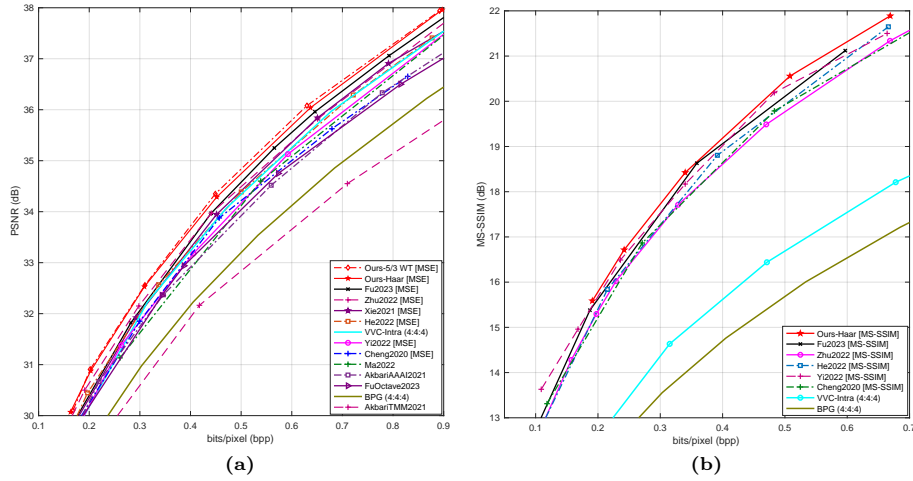 38
37
36
35
34
33
32
31
30
PSNR (dB)
0.1
0.2
0.3
0.4
0.5
0.6
0.7
0.8
0.9
bits/pixel (bpp)
Ours-5/3 WT [MSE]
Ours-Haar [MSE]
Fu2023 [MSE]
Zhu2022 [MSE]
Xie2021 [MSE]
He2022 [MSE]
VVC-Intra (4:4:4)
Yi2022 [MSE]
Cheng2020 [MSE]
Ma2022
AkbariAAAI2021
FuOctave2023
BPG (4:4:4)
AkbariTMM2021
(a)
22
21
20
19
18
17
16
15
14
13
MS-SSIM (dB)
0.1
0.2
0.3
0.4
0.5
0.6
0.7
bits/pixel (bpp)
Ours-Haar [MS-SSIM]
Fu2023 [MS-SSIM]
Zhu2022 [MS-SSIM]
He2022 [MS-SSIM]
Yi2022 [MS-SSIM]
Cheng2020 [MS-SSIM]
VVC-Intra (4:4:4)
BPG (4:4:4)
(b)